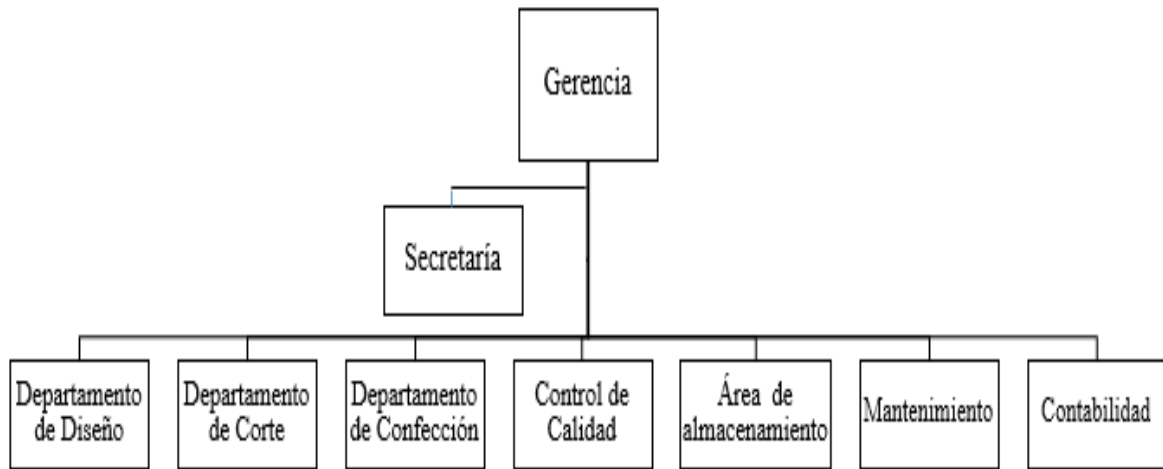 Gerencia
Secretaría
Departamento
de Diseño
Departamento
de Corte
Departamento
de Confección
Control de
Calidad
Área de
almacenamiento
Mantenimiento
Contabilidad